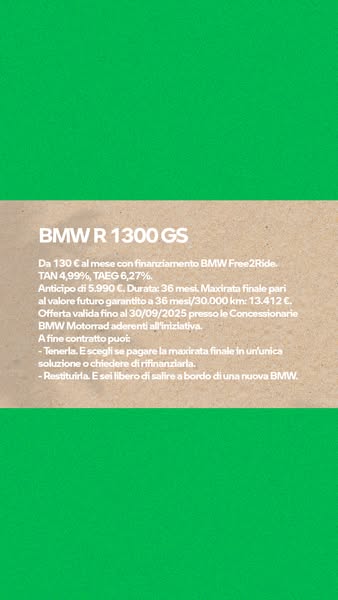 BMW R 1300 GS
Da 130 € al mese con finanziamento BMW Free2Ride.
TAN 4,99%, TAEG 6,27%.
Anticipo di 5.990 €. Durata: 36 mesi. Maxirata finale pari
al valore futuro garantito a 36 mesi/30.000 km: 13.412 €.
Offerta valida fino al 30/09/2025 presso le Concessionarie
BMW Motorrad aderenti all'iniziativa.
A fine contratto puoi:
- Tenerla. E scegli se pagare la maxirata finale in un'unica
soluzione o chiedere di rifinanziarla.
- Restituirla. E sei libero di salire a bordo di una nuova BMW.